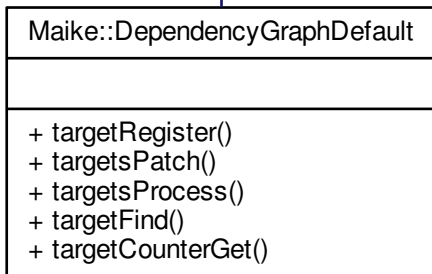 Maike::DependencyGraphDefault
+ targetRegister()
+ targetsPatch()
+ targetsProcess()
+ targetFind()
+ targetCounterGet()